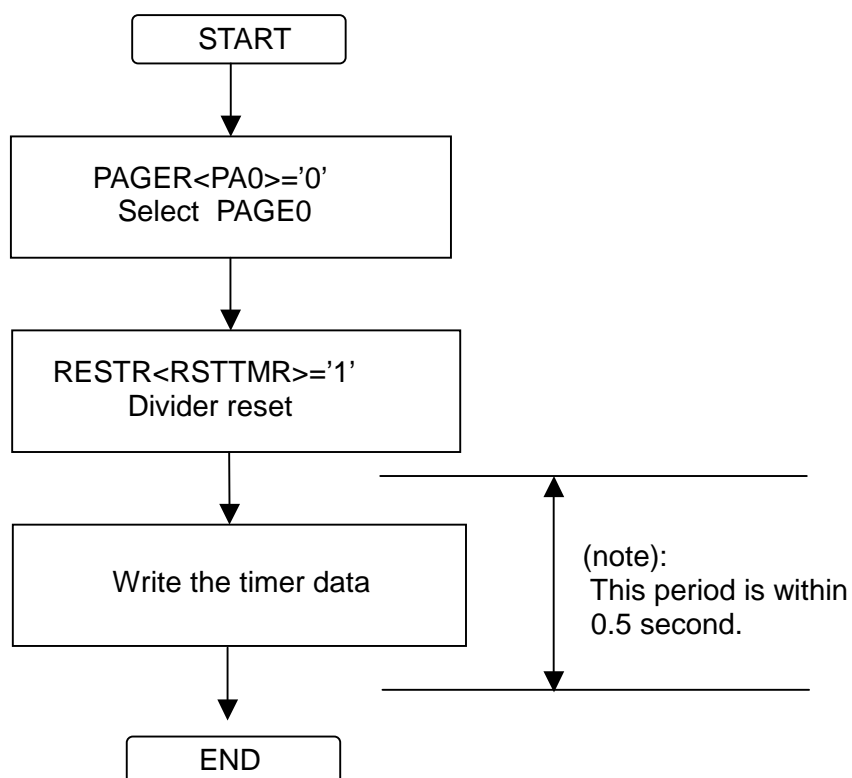 START
PAGER<PA0>='0'
Select PAGE0
RESTR<RSTTMR>='1'
Divider reset
Write the timer data
(note):
This period is within
0.5 second.
END